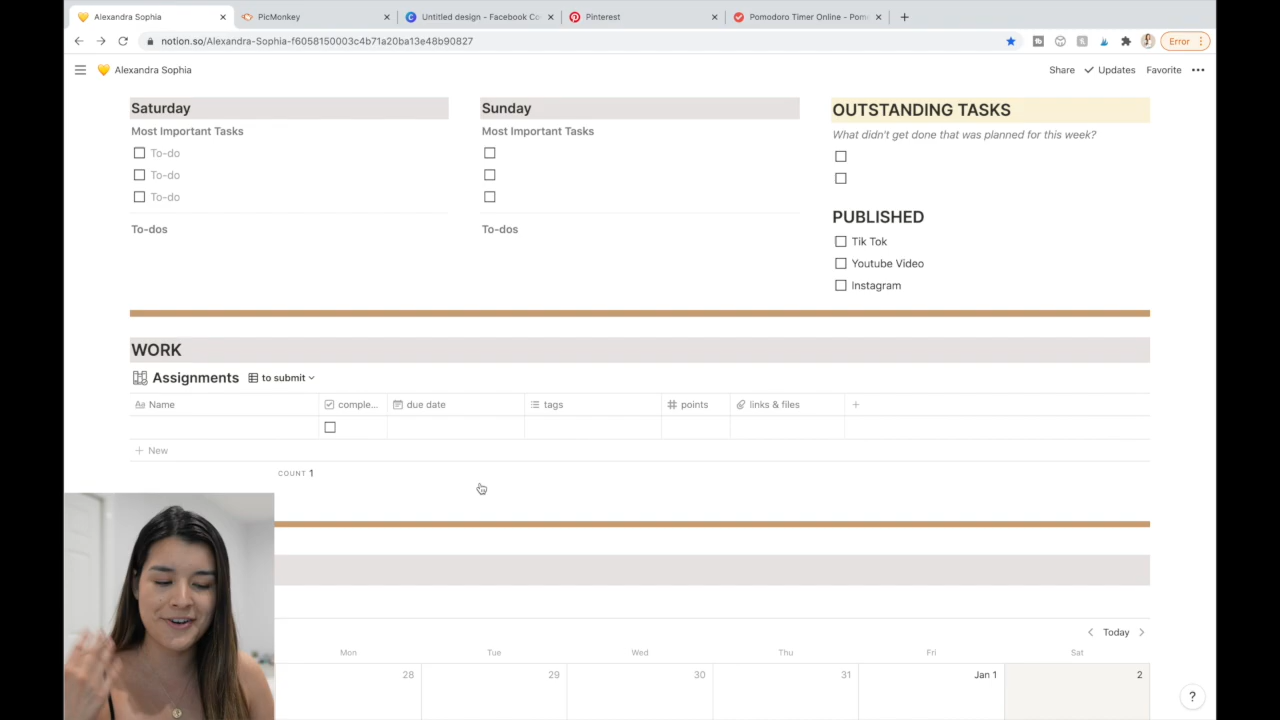 Alexandra Sophia
PicMonkey
Untitled design - Facebook Co
Pinterest
Pomodoro Timer Online - Pom
notion.so/Alexandra-Sophia-f6058150003c4b71a20ba13e48b90827
Error
Alexandra Sophia
Share
Updates
Favorite
Saturday
Most Important Tasks
To-do
To-do
To-do
To-dos
Sunday
Most Important Tasks
To-dos
OUTSTANDING TASKS
What didn't get done that was planned for this week?
PUBLISHED
Tik Tok
Youtube Video
Instagram
WORK
Assignments
to submit
Aa Name
comple...
due date
tags
# points
links & files
+
+ New
COUNT 1
Today
Mon
Tue
Wed
Thu
Fri
Sat
28
29
30
31
Jan 1
2
?